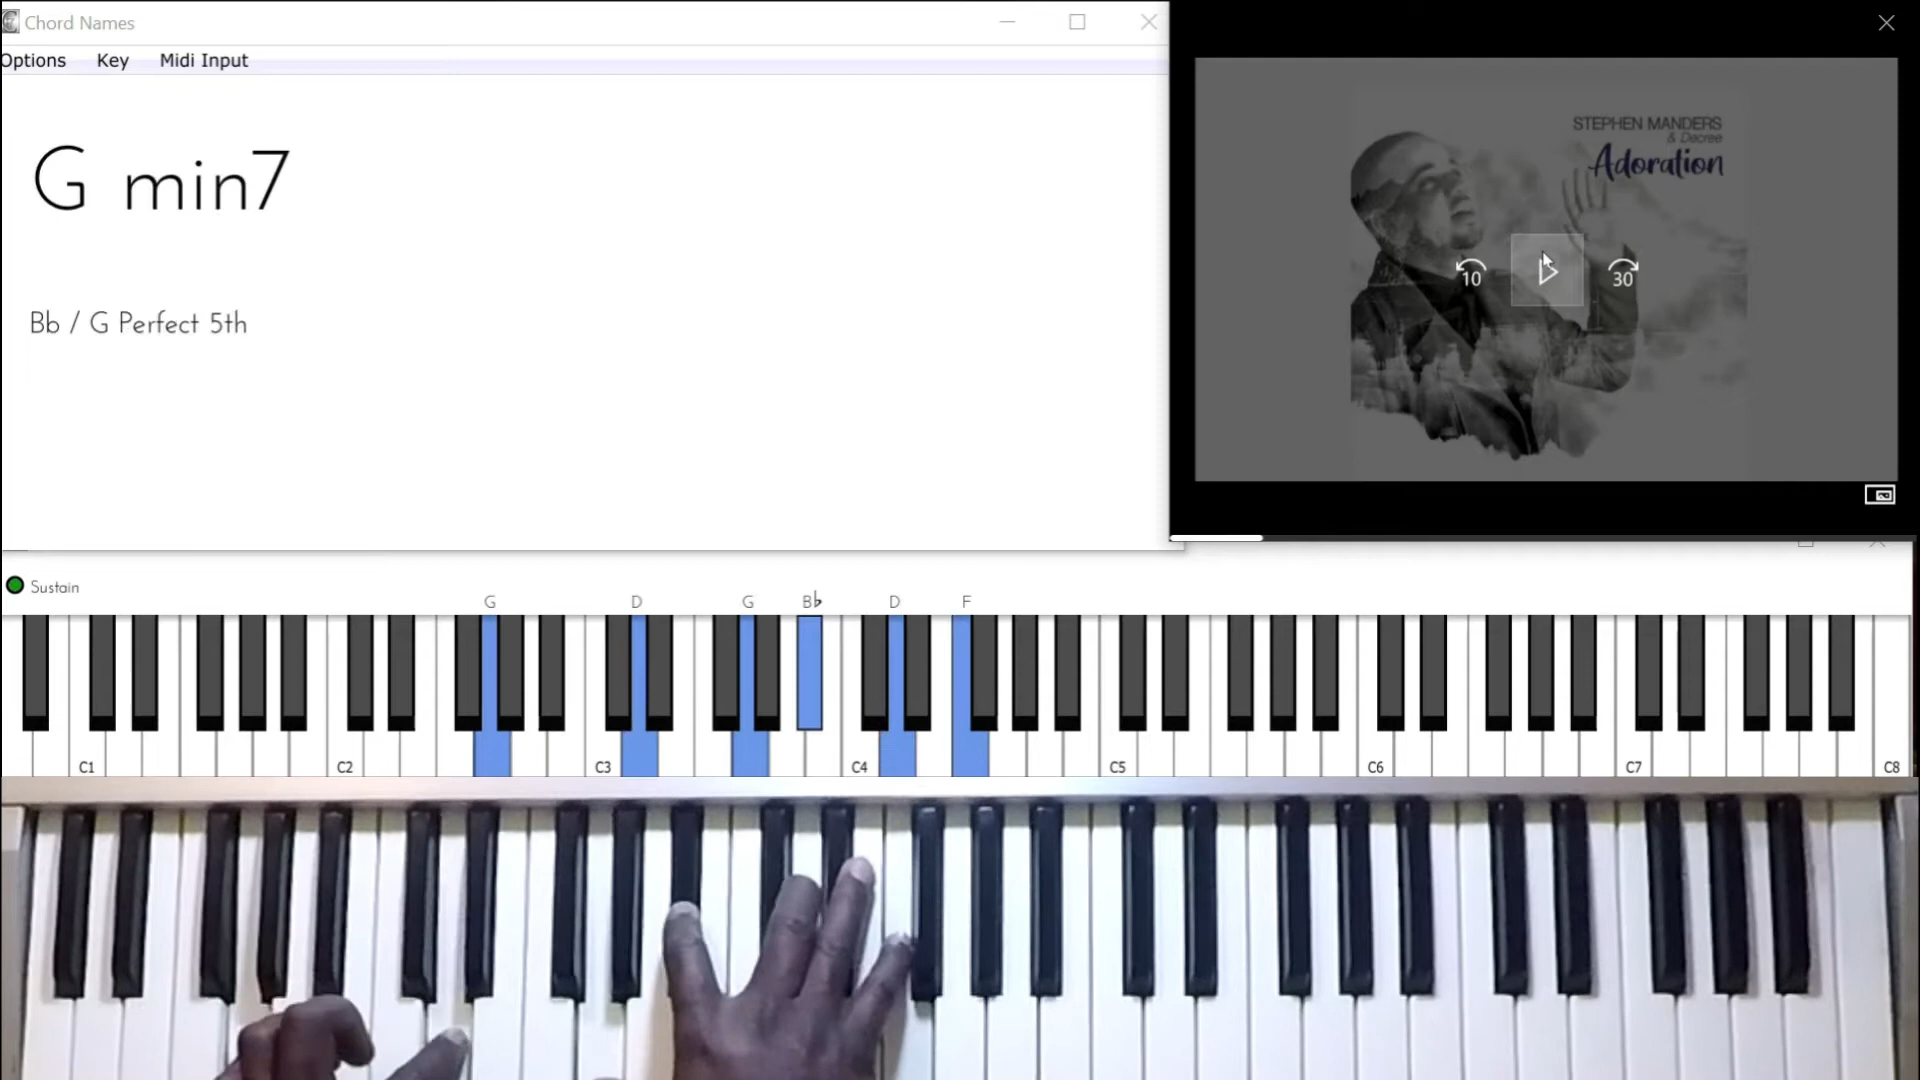 Chord Names
Options Key Midi Input
G min7
Bb / G Perfect 5th
STEPHEN MANDERS
& Decree
Adoration
10
30
Sustain
G D G B♭ D F
C1 C2 C3 C4 C5 C6 C7 C8